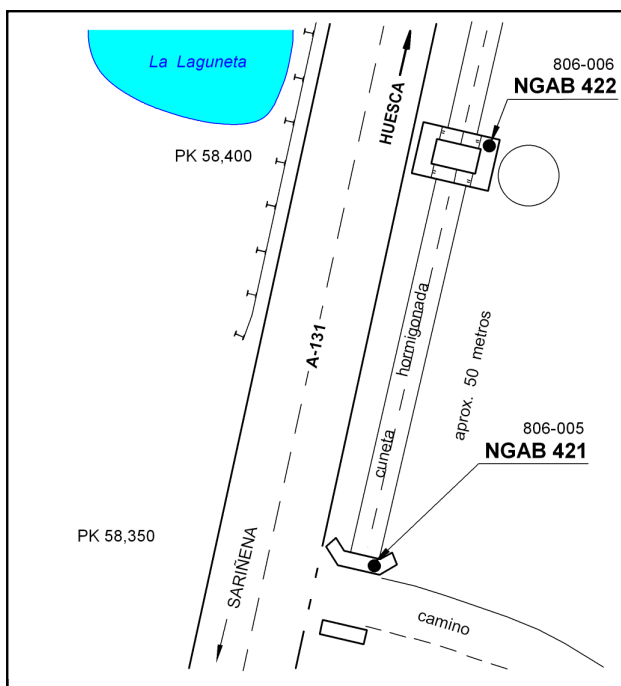 La Laguneta
806-006
NGAB 422
HUESCA
PK 58,400
A-131
cuneta hormigonada
aprox. 50 metros
806-005
NGAB 421
PK 58,350
SARIÑENA
camino